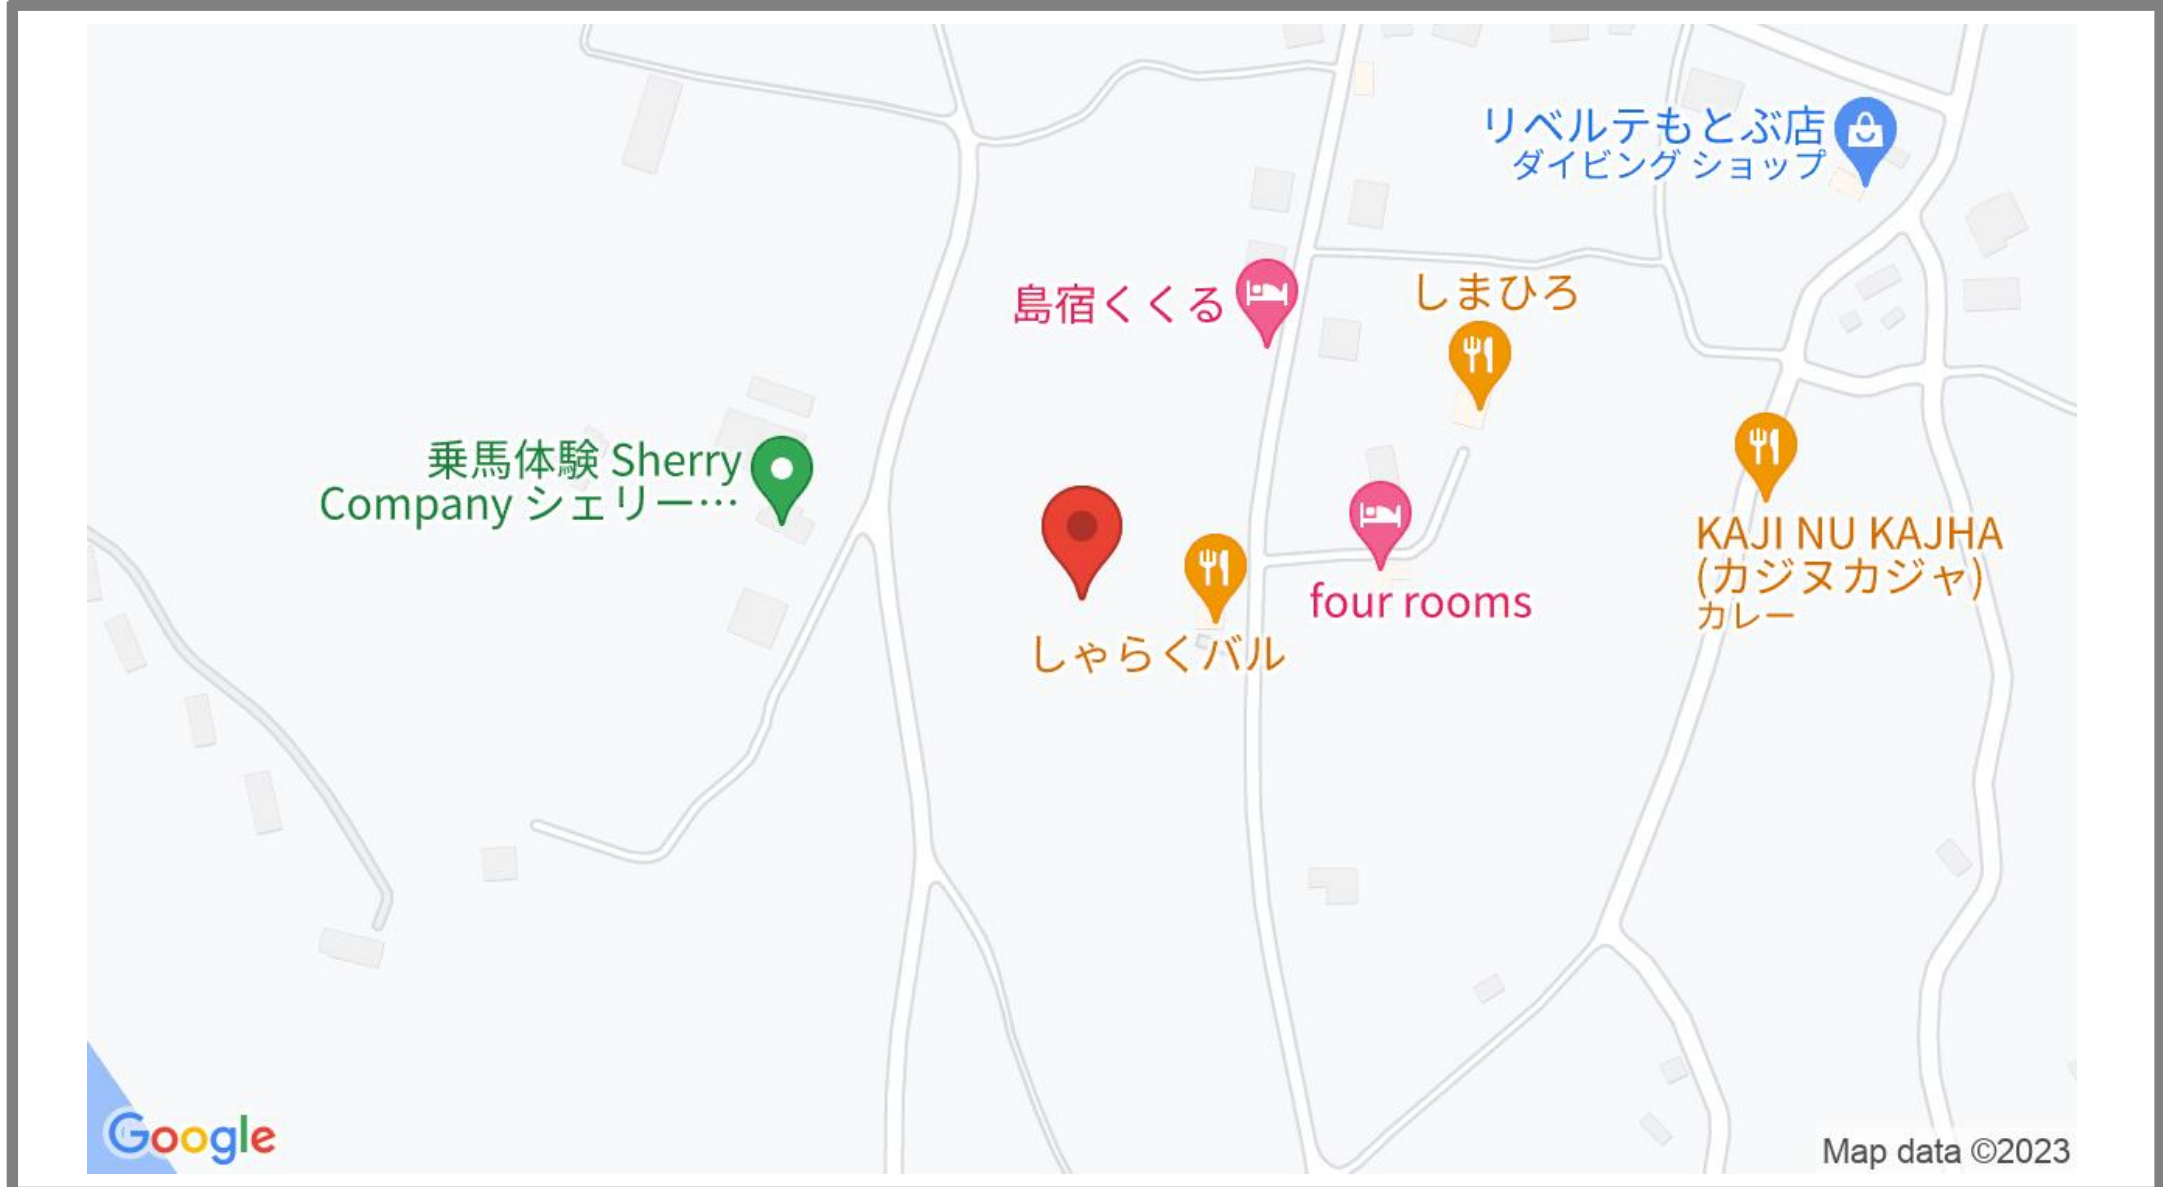 リベルテもとぶ店
ダイビング ショップ
島宿くくる
しまひろ
乗馬体験 Sherry
Company シェリー…
KAJI NU KAJHA
(カジヌカジャ)
カレー
four rooms
しゃらくバル
Google
Map data ©2023